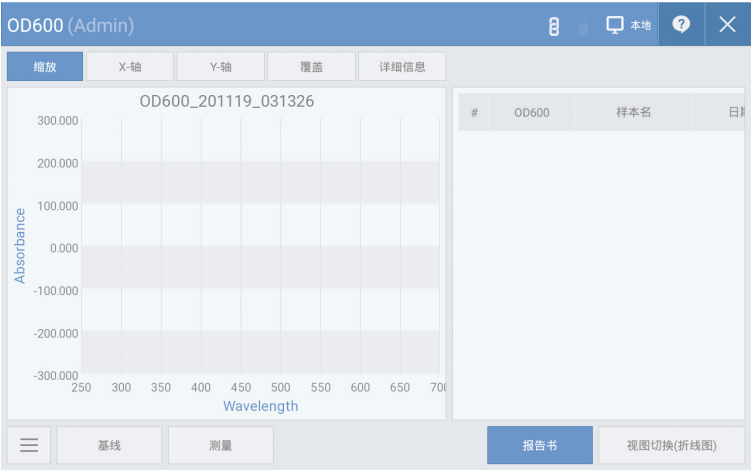 OD600 (Admin)
本地
?
缩放
X-轴
Y-轴
覆盖
详细信息
OD600_201119_031326
300.000
200.000
100.000
0.000
-100.000
-200.000
-300.000
Absorbance
250 300 350 400 450 500 550 600 650 700
Wavelength
# OD600 样本名 日期
基线
测量
报告书
视图切换(折线图)